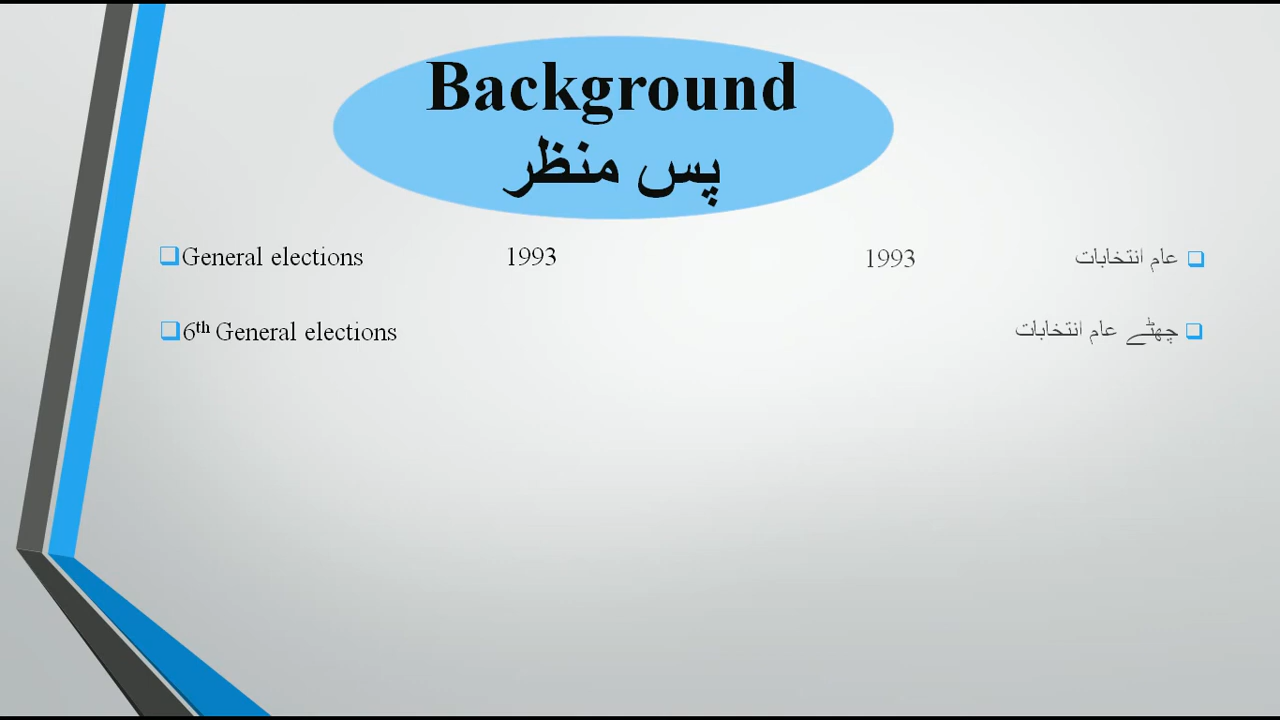 Background
پس منظر
General elections 1993 1993 عام انتخابات
6th General elections چھٹے عام انتخابات